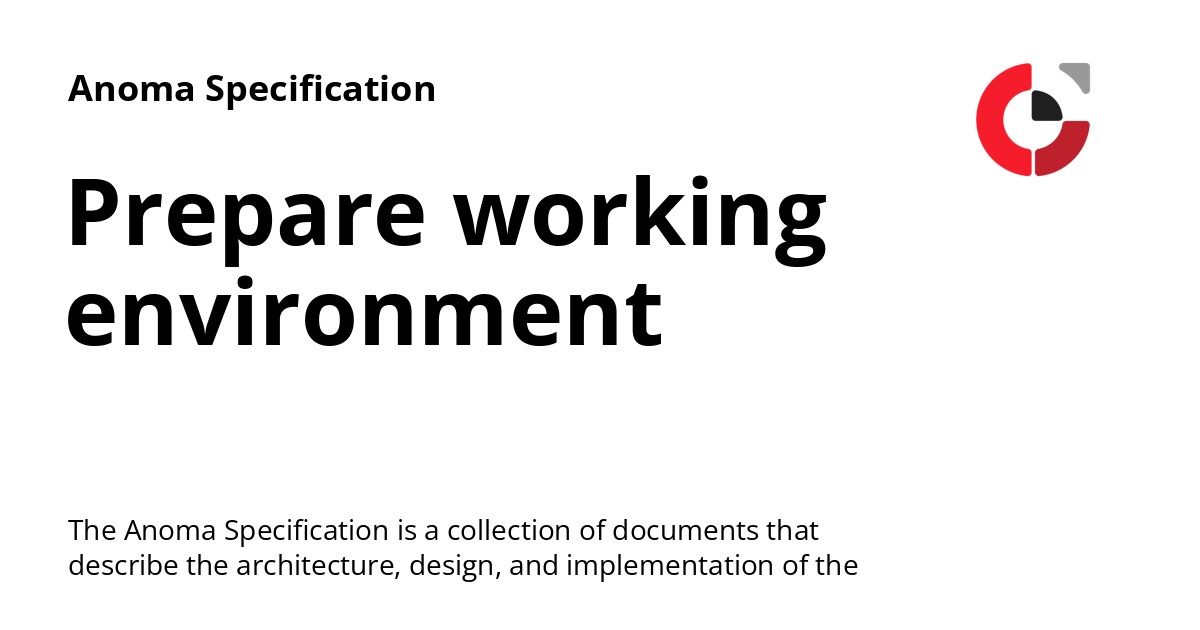 Anoma Specification
Prepare working
environment
The Anoma Specification is a collection of documents that
describe the architecture, design, and implementation of the